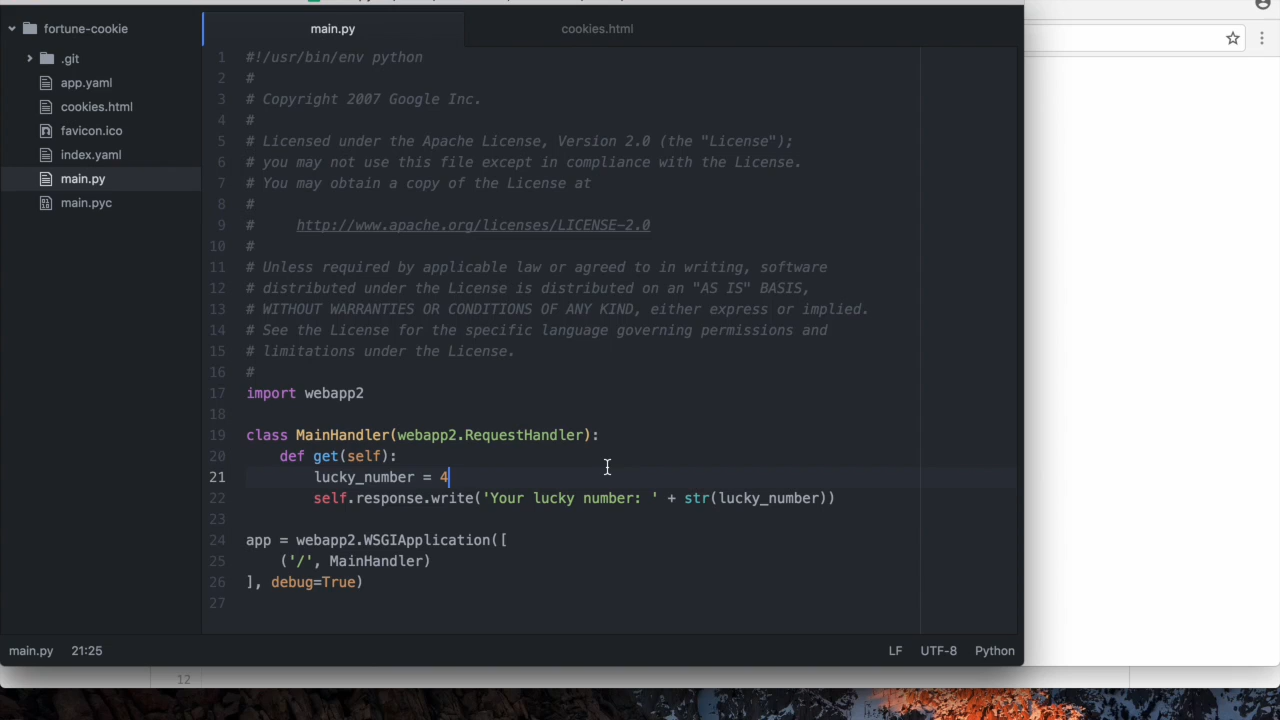 fortune-cookie
.git
app.yaml
cookies.html
favicon.ico
index.yaml
main.py
main.pyc
main.py
cookies.html
1 #!/usr/bin/env python
2 #
3 # Copyright 2007 Google Inc.
4 #
5 # Licensed under the Apache License, Version 2.0 (the "License");
6 # you may not use this file except in compliance with the License.
7 # You may obtain a copy of the License at
8 #
9 #     http://www.apache.org/licenses/LICENSE-2.0
10 #
11 # Unless required by applicable law or agreed to in writing, software
12 # distributed under the License is distributed on an "AS IS" BASIS,
13 # WITHOUT WARRANTIES OR CONDITIONS OF ANY KIND, either express or implied.
14 # See the License for the specific language governing permissions and
15 # limitations under the License.
16 #
17 import webapp2
18
19 class MainHandler(webapp2.RequestHandler):
20     def get(self):
21         lucky_number = 4
22         self.response.write('Your lucky number: ' + str(lucky_number))
23
24 app = webapp2.WSGIApplication([
25     ('/', MainHandler)
26 ], debug=True)
27
main.py 21:25 LF UTF-8 Python
12